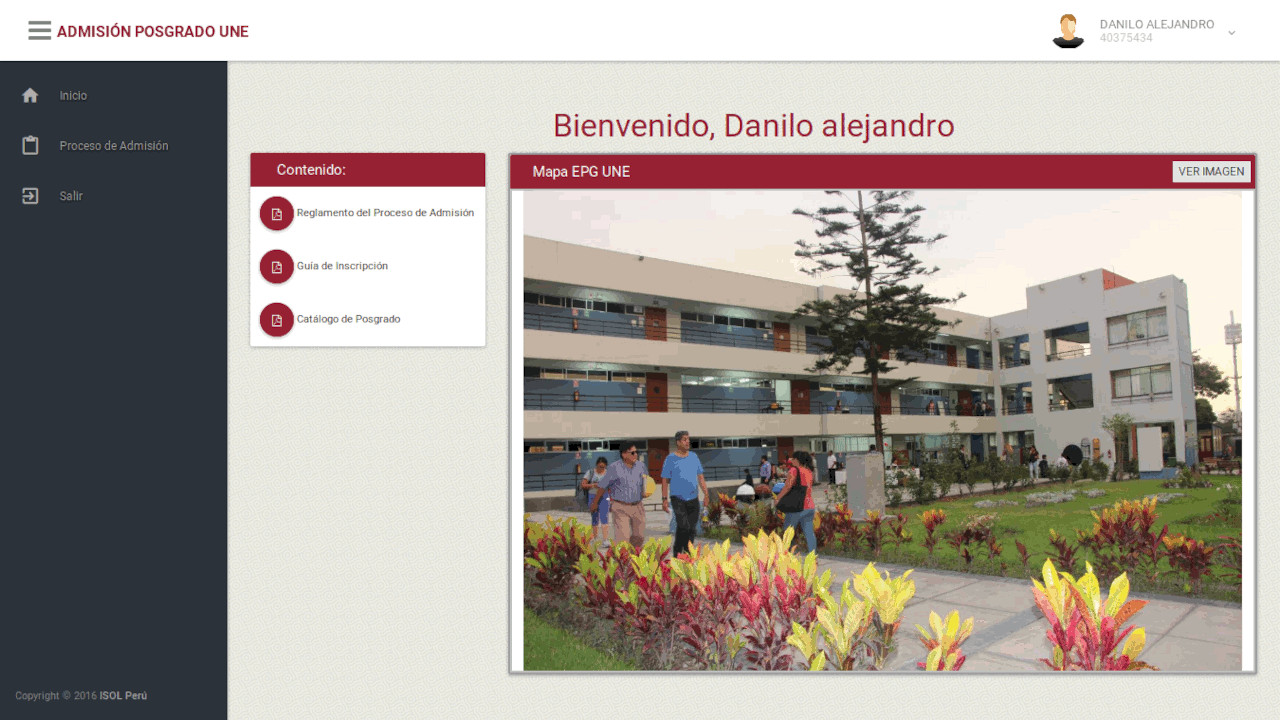 ADMISIÓN POSGRADO UNE
DANILO ALEJANDRO
40375434
Inicio
Proceso de Admisión
Salir
Bienvenido, Danilo alejandro
Contenido:
Reglamento del Proceso de Admisión
Guía de Inscripción
Catálogo de Posgrado
Mapa EPG UNE
VER IMAGEN
Copyright © 2016 ISOL Perú